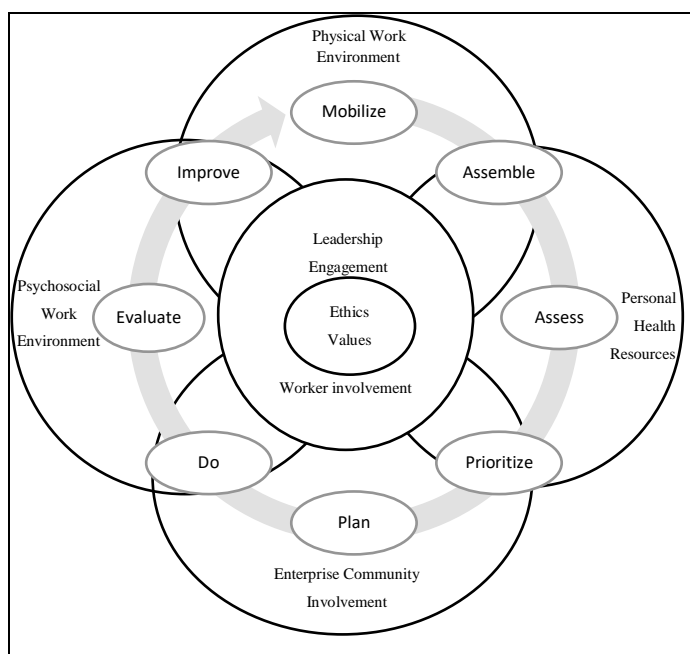 Physical Work
Environment
Mobilize
Improve
Assemble
Leadership
Engagement
Psychosocial
Work
Environment
Evaluate
Ethics
Values
Assess
Personal
Health
Resources
Worker involvement
Do
Prioritize
Plan
Enterprise Community
Involvement